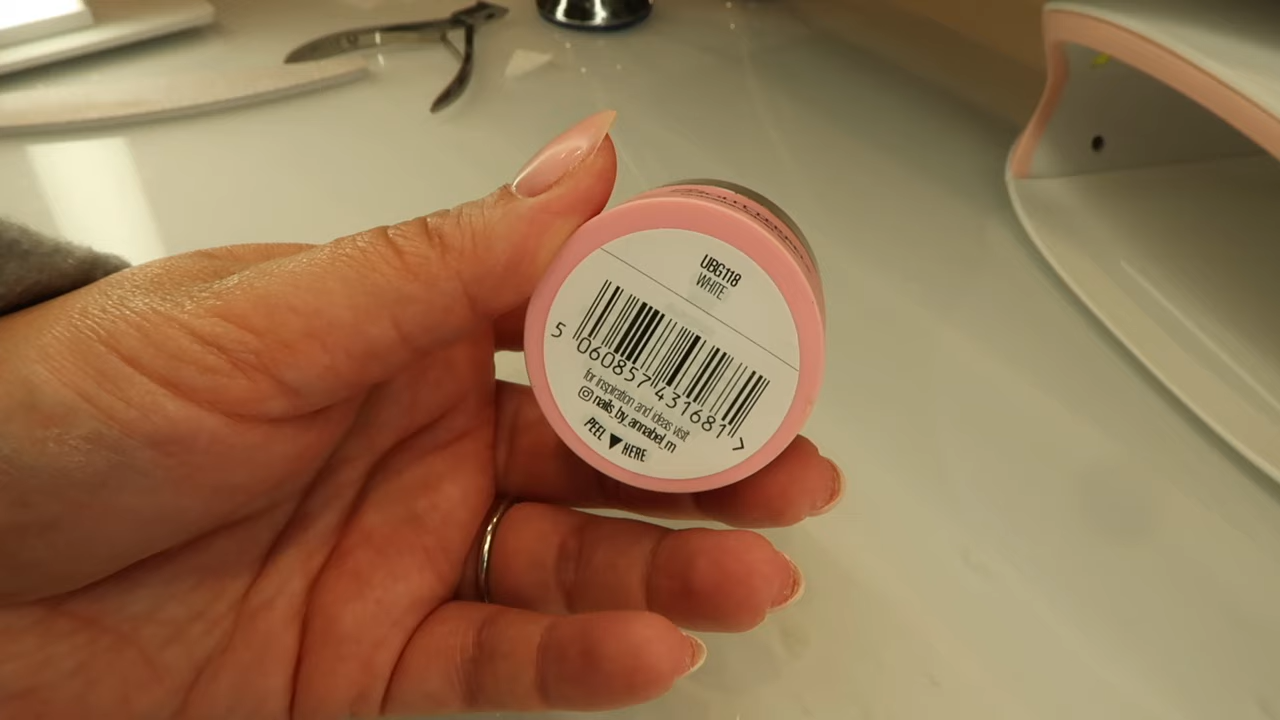 UBG118
WHITE
5 060857 431681 >
for inspiration and ideas visit
nails_by_annabel_m
PEEL ▼ HERE